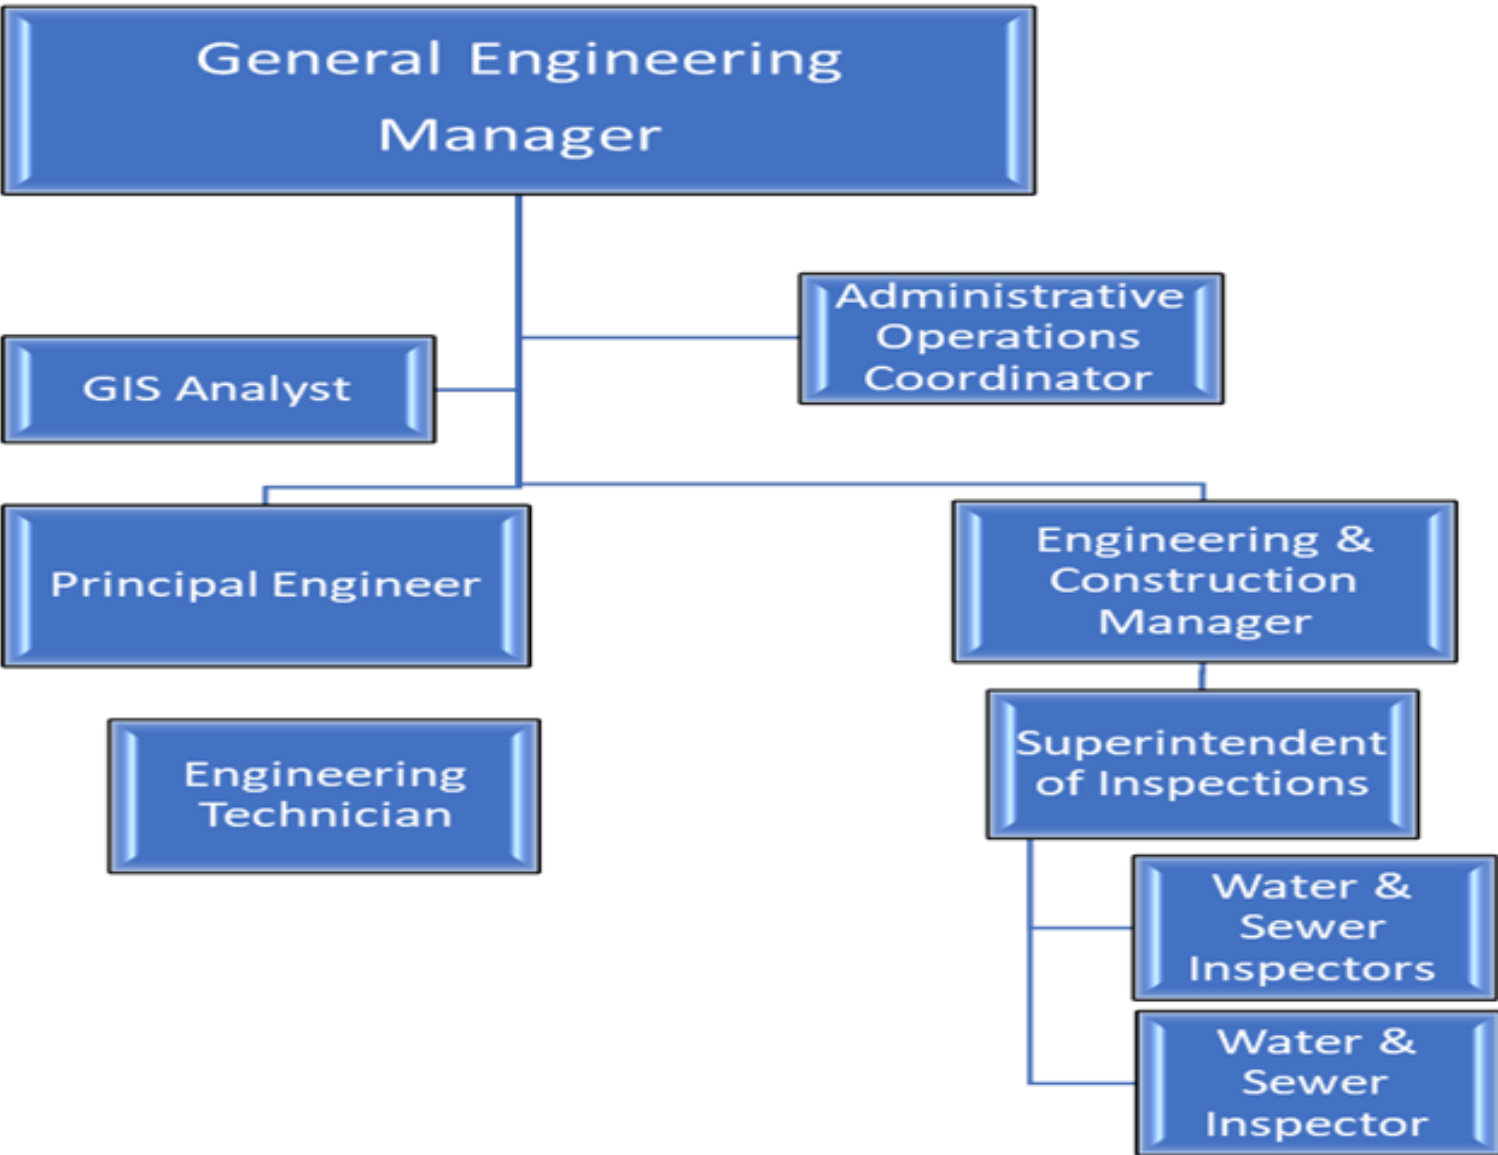 General Engineering
Manager
Administrative
Operations
Coordinator
GIS Analyst
Principal Engineer
Engineering &
Construction
Manager
Engineering
Technician
Superintendent
of Inspections
Water &
Sewer
Inspectors
Water &
Sewer
Inspector